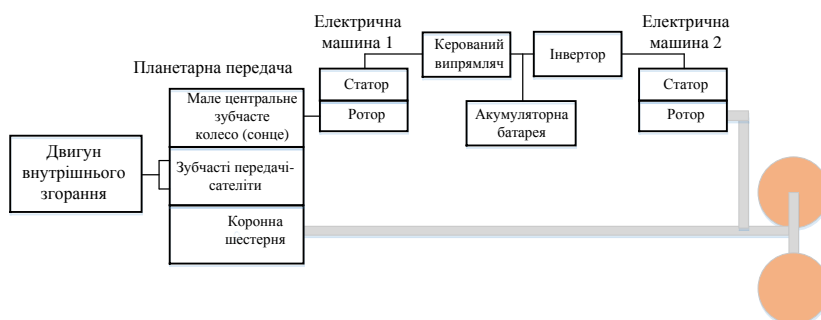 Електрична
машина 1
Електрична
машина 2
Керований
випрямляч
Інвертор
Планетарна передача
Статор
Ротор
Статор
Ротор
Мале центральне
зубчасте
колесо (сонце)
Акумуляторна
батарея
Двигун
внутрішнього
згорання
Зубчасті передачі-
сателіти
Коронна
шестерня